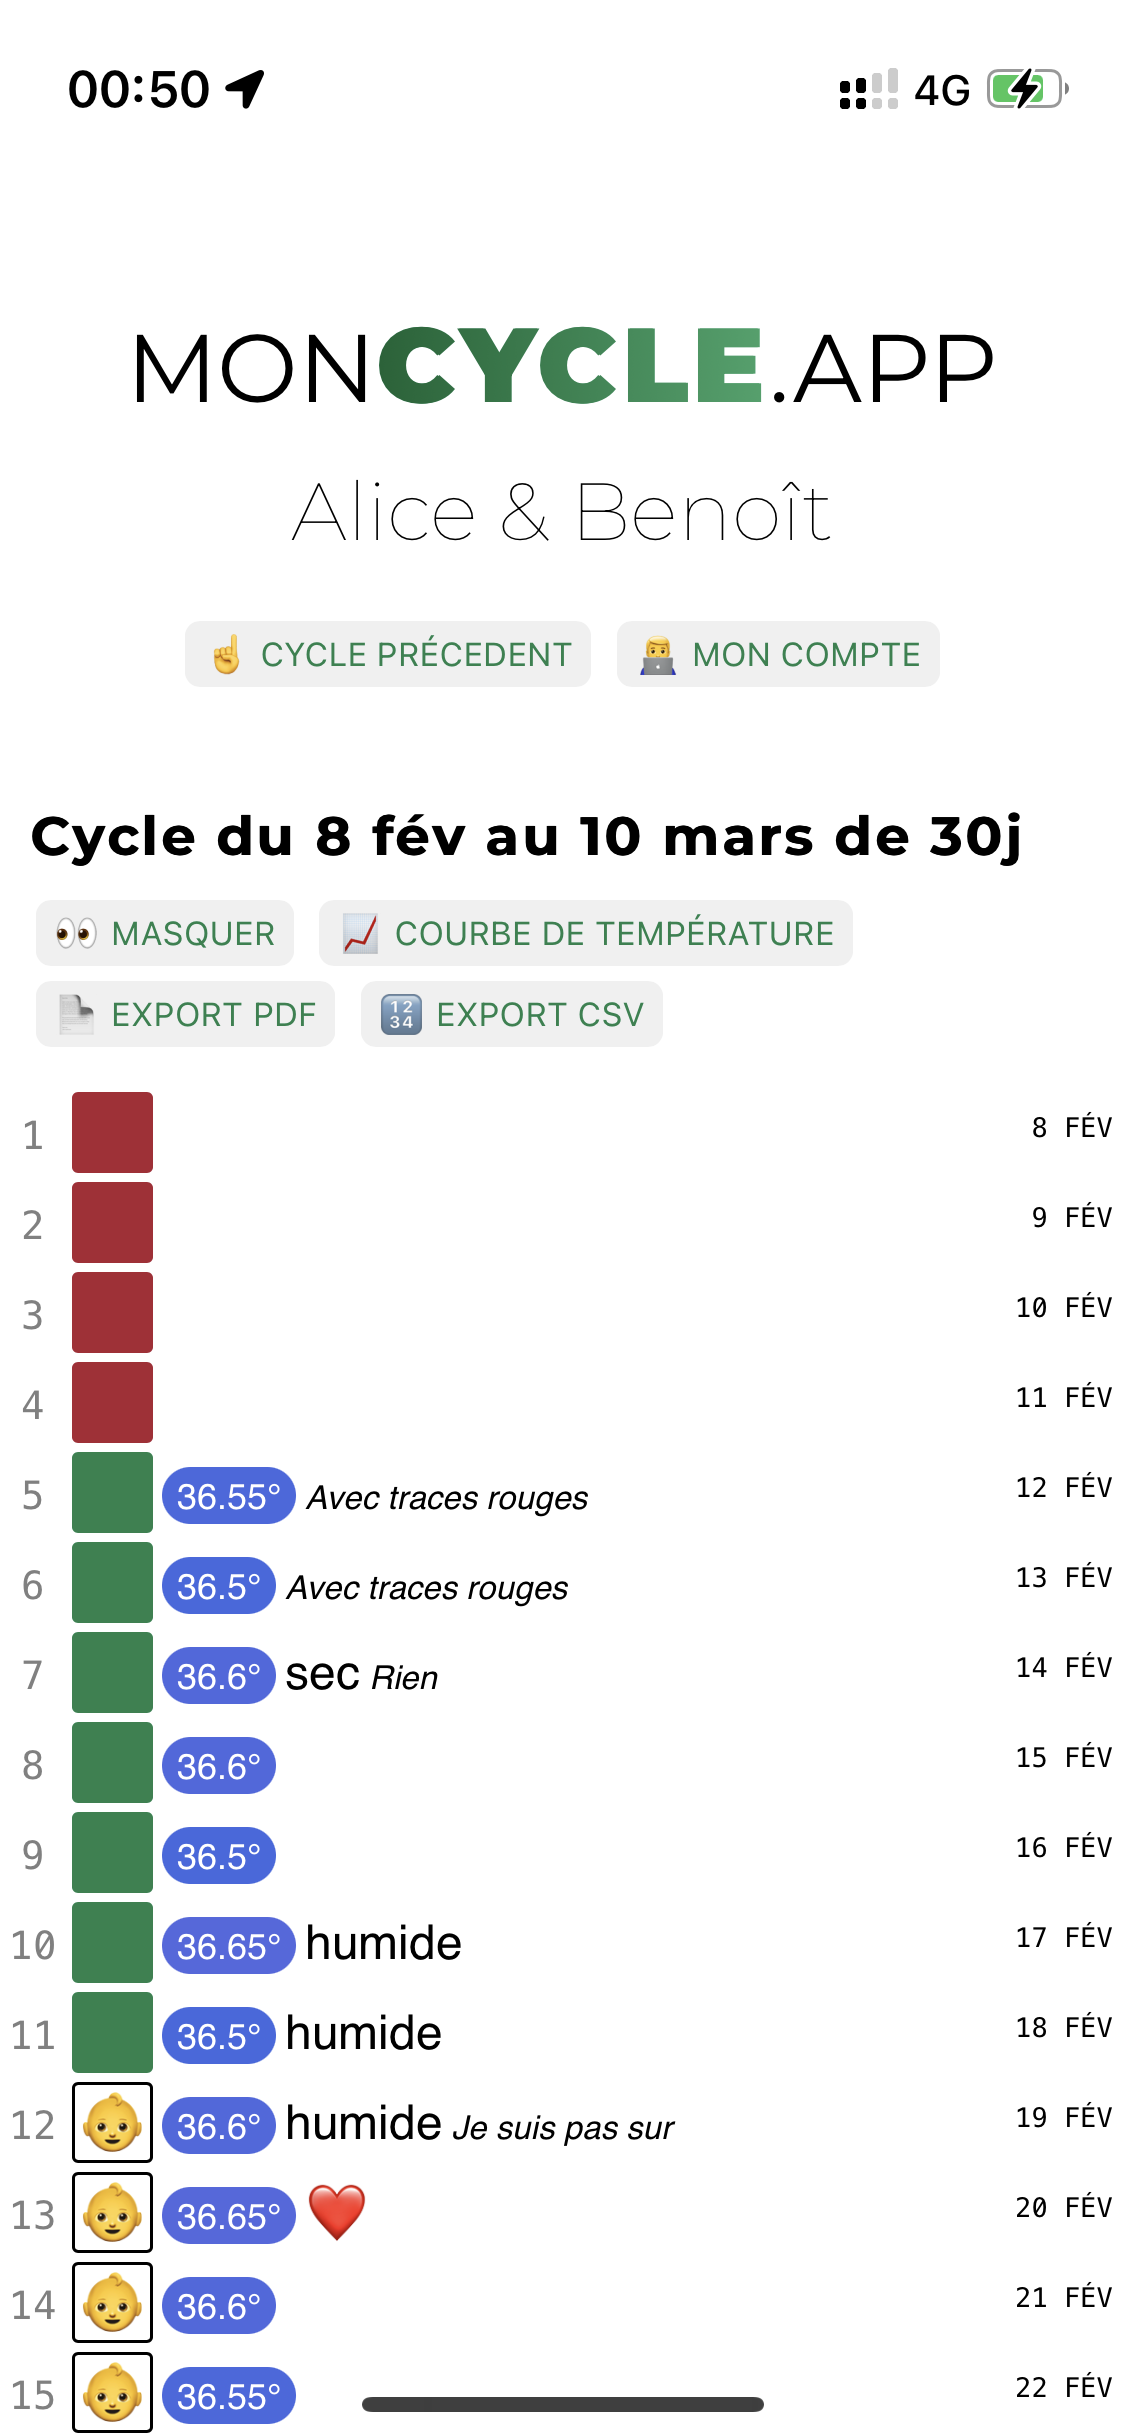 00:50 4G
MONCYCLE.APP
Alice & Benoît
CYCLE PRÉCEDENT MON COMPTE
Cycle du 8 fév au 10 mars de 30j
MASQUER COURBE DE TEMPÉRATURE
EXPORT PDF 1234 EXPORT CSV
1 8 FÉV
2 9 FÉV
3 10 FÉV
4 11 FÉV
5 36.55° Avec traces rouges 12 FÉV
6 36.5° Avec traces rouges 13 FÉV
7 36.6° sec Rien 14 FÉV
8 36.6° 15 FÉV
9 36.5° 16 FÉV
10 36.65° humide 17 FÉV
11 36.5° humide 18 FÉV
12 36.6° humide Je suis pas sur 19 FÉV
13 36.65° 20 FÉV
14 36.6° 21 FÉV
15 36.55° 22 FÉV